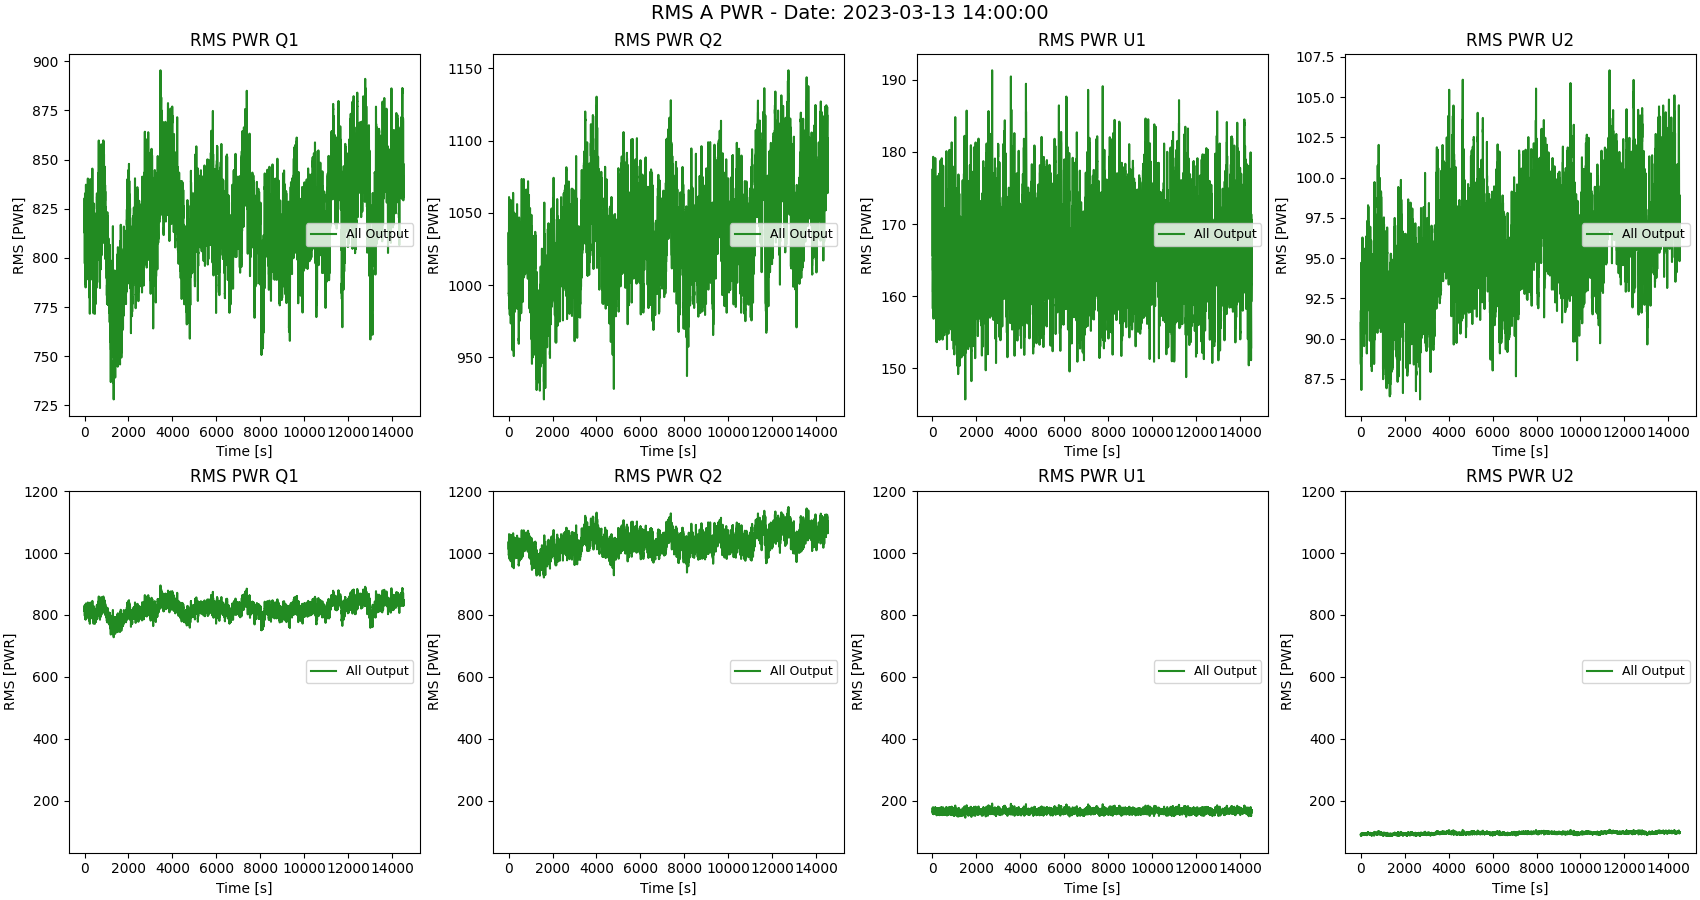 RMS A PWR - Date: 2023-03-13 14:00:00
RMS PWR Q1
RMS [PWR]
900
875
850
825
800
775
750
725
All Output
0 2000 4000 6000 8000 10000 12000 14000
Time [s]
RMS PWR Q2
RMS [PWR]
1150
1100
1050
1000
950
All Output
0 2000 4000 6000 8000 10000 12000 14000
Time [s]
RMS PWR U1
RMS [PWR]
190
180
170
160
150
All Output
0 2000 4000 6000 8000 10000 12000 14000
Time [s]
RMS PWR U2
RMS [PWR]
107.5
105.0
102.5
100.0
97.5
95.0
92.5
90.0
87.5
All Output
0 2000 4000 6000 8000 10000 12000 14000
Time [s]
RMS PWR Q1
RMS [PWR]
1200
1000
800
600
400
200
All Output
0 2000 4000 6000 8000 10000 12000 14000
Time [s]
RMS PWR Q2
RMS [PWR]
1200
1000
800
600
400
200
All Output
0 2000 4000 6000 8000 10000 12000 14000
Time [s]
RMS PWR U1
RMS [PWR]
1200
1000
800
600
400
200
All Output
0 2000 4000 6000 8000 10000 12000 14000
Time [s]
RMS PWR U2
RMS [PWR]
1200
1000
800
600
400
200
All Output
0 2000 4000 6000 8000 10000 12000 14000
Time [s]